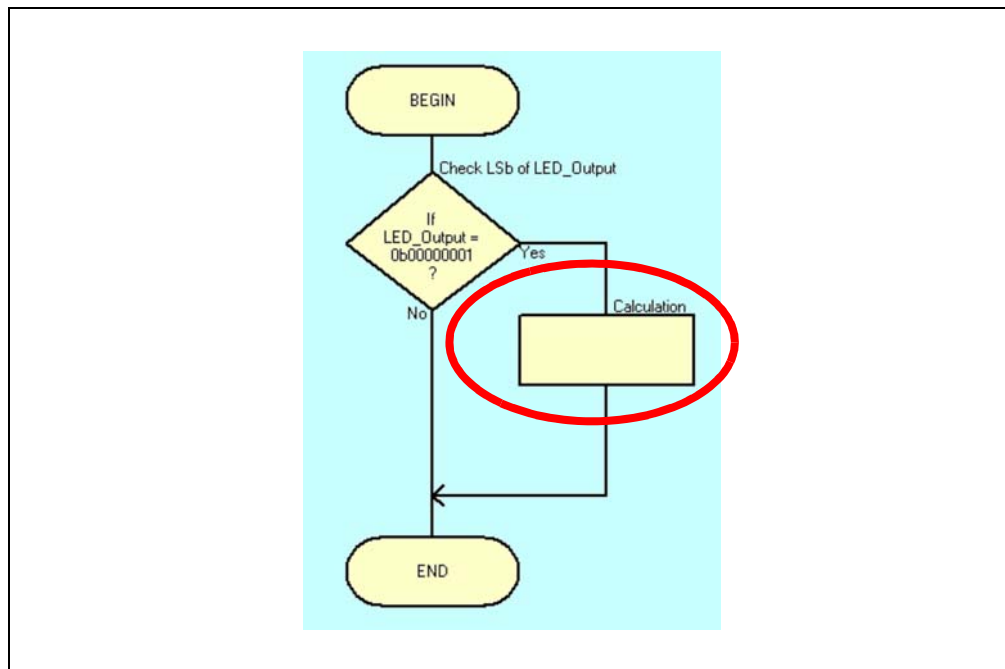 BEGIN
Check LSb of LED_Output
If
LED_Output =
0b00000001
?
Yes
No
Calculation
END